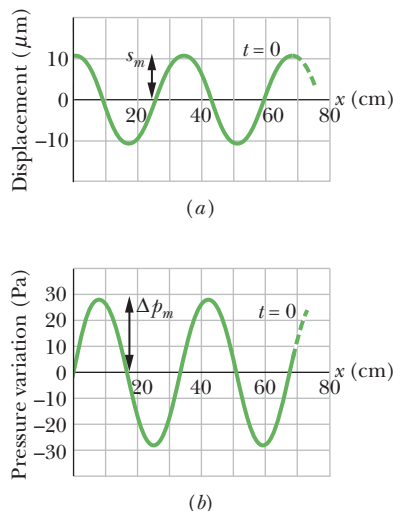 Displacement (μm)
10
0
−10
s_m
t = 0
20
40
60
80
x (cm)
(a)
Pressure variation (Pa)
30
20
10
0
−10
−20
−30
Δp_m
t = 0
20
40
60
80
x (cm)
(b)